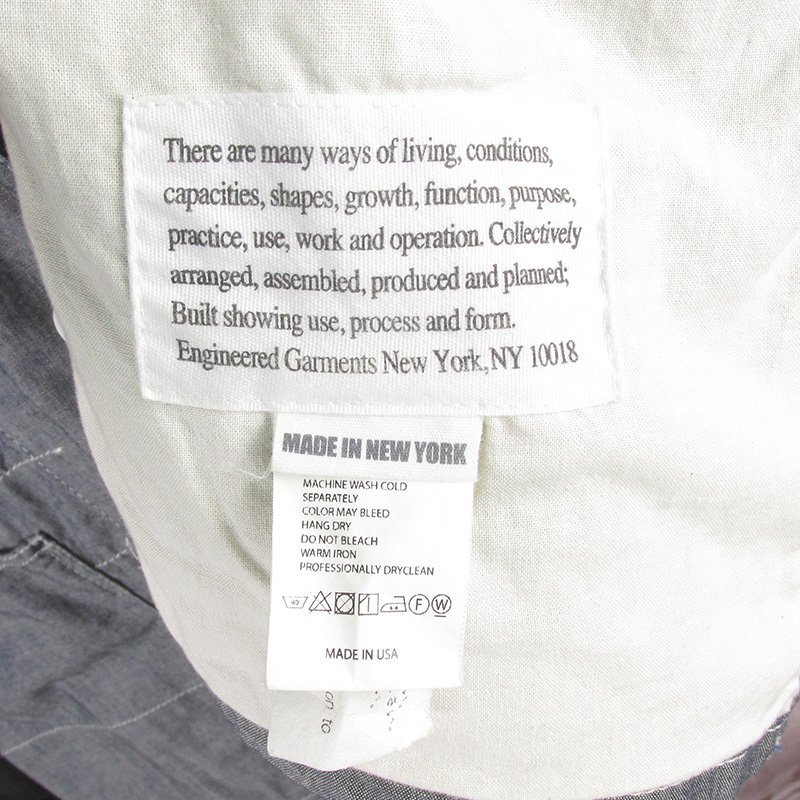 There are many ways of living, conditions,
capacities, shapes, growth, function, purpose,
practice, use, work and operation. Collectively
arranged, assembled, produced and planned;
Built showing use, process and form.
Engineered Garments New York, NY 10018
MADE IN NEW YORK
MACHINE WASH COLD
SEPARATELY
COLOR MAY BLEED
HANG DRY
DO NOT BLEACH
WARM IRON
PROFESSIONALLY DRYCLEAN
40 F W
MADE IN USA